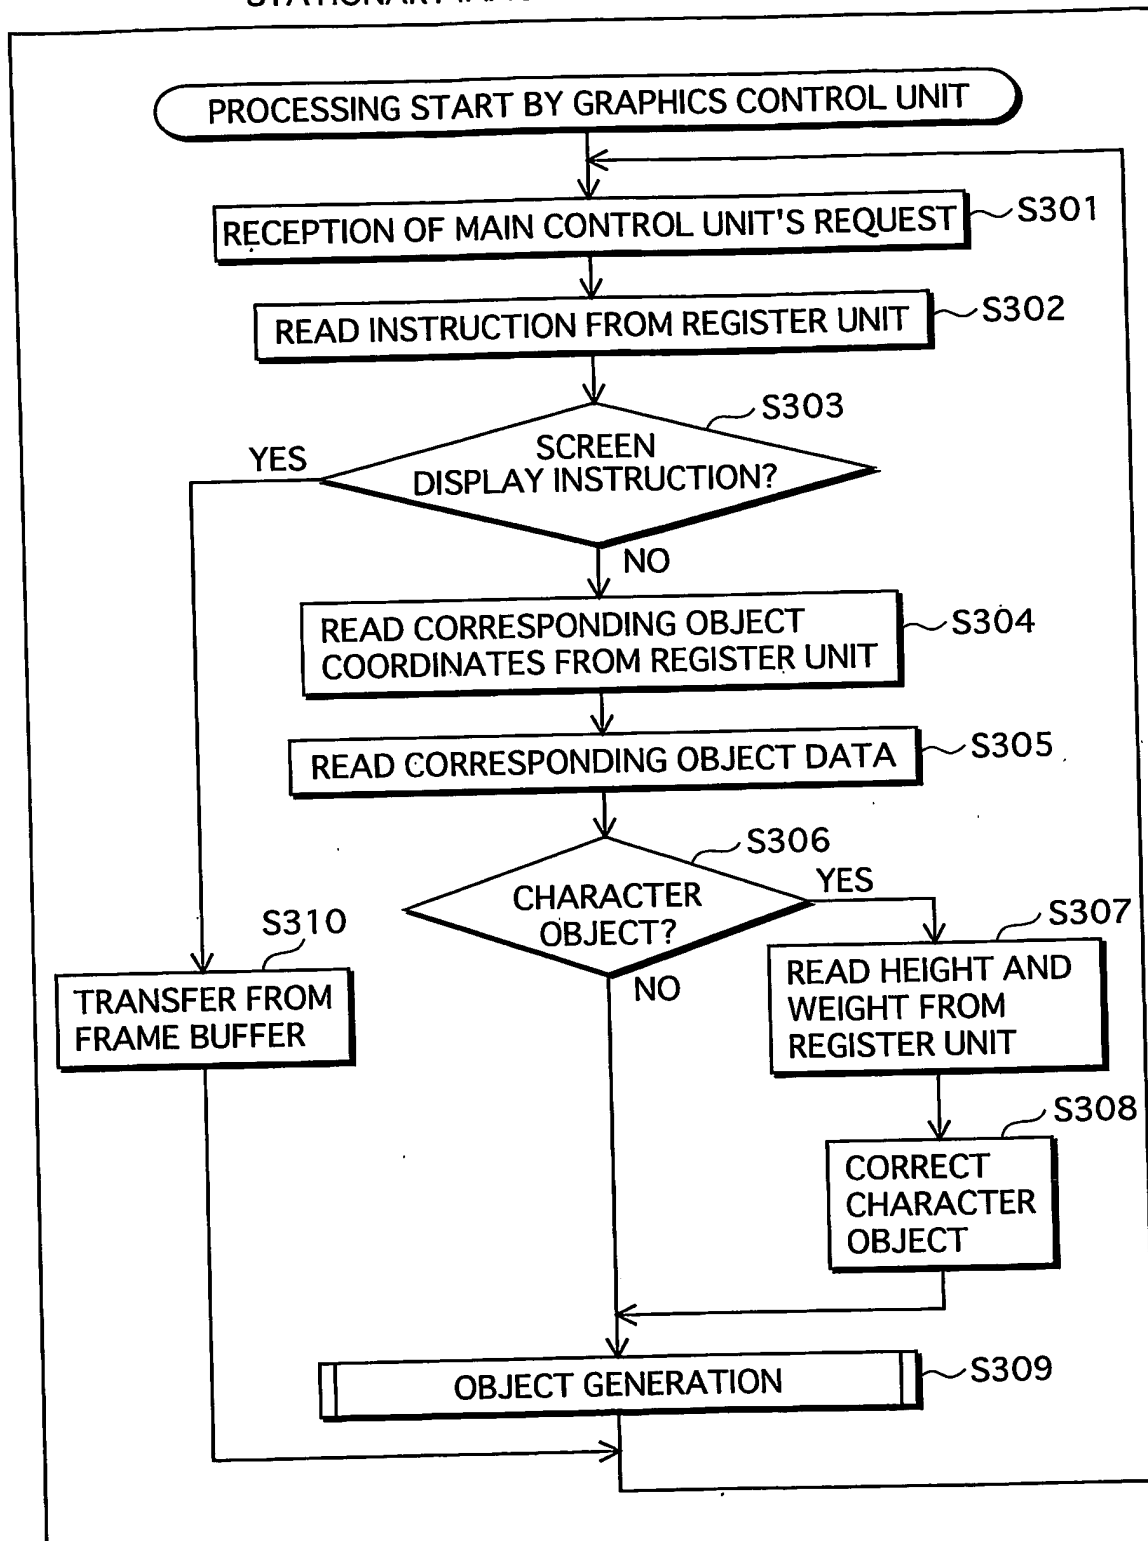 STATIONARY
PROCESSING START BY GRAPHICS CONTROL UNIT
RECEPTION OF MAIN CONTROL UNIT'S REQUEST
S301
READ INSTRUCTION FROM REGISTER UNIT
S302
S303
SCREEN
DISPLAY INSTRUCTION?
YES
NO
READ CORRESPONDING OBJECT
COORDINATES FROM REGISTER UNIT
S304
READ CORRESPONDING OBJECT DATA
S305
S306
CHARACTER
OBJECT?
YES
NO
S307
READ HEIGHT AND
WEIGHT FROM
REGISTER UNIT
S310
TRANSFER FROM
FRAME BUFFER
S308
CORRECT
CHARACTER
OBJECT
OBJECT GENERATION
S309